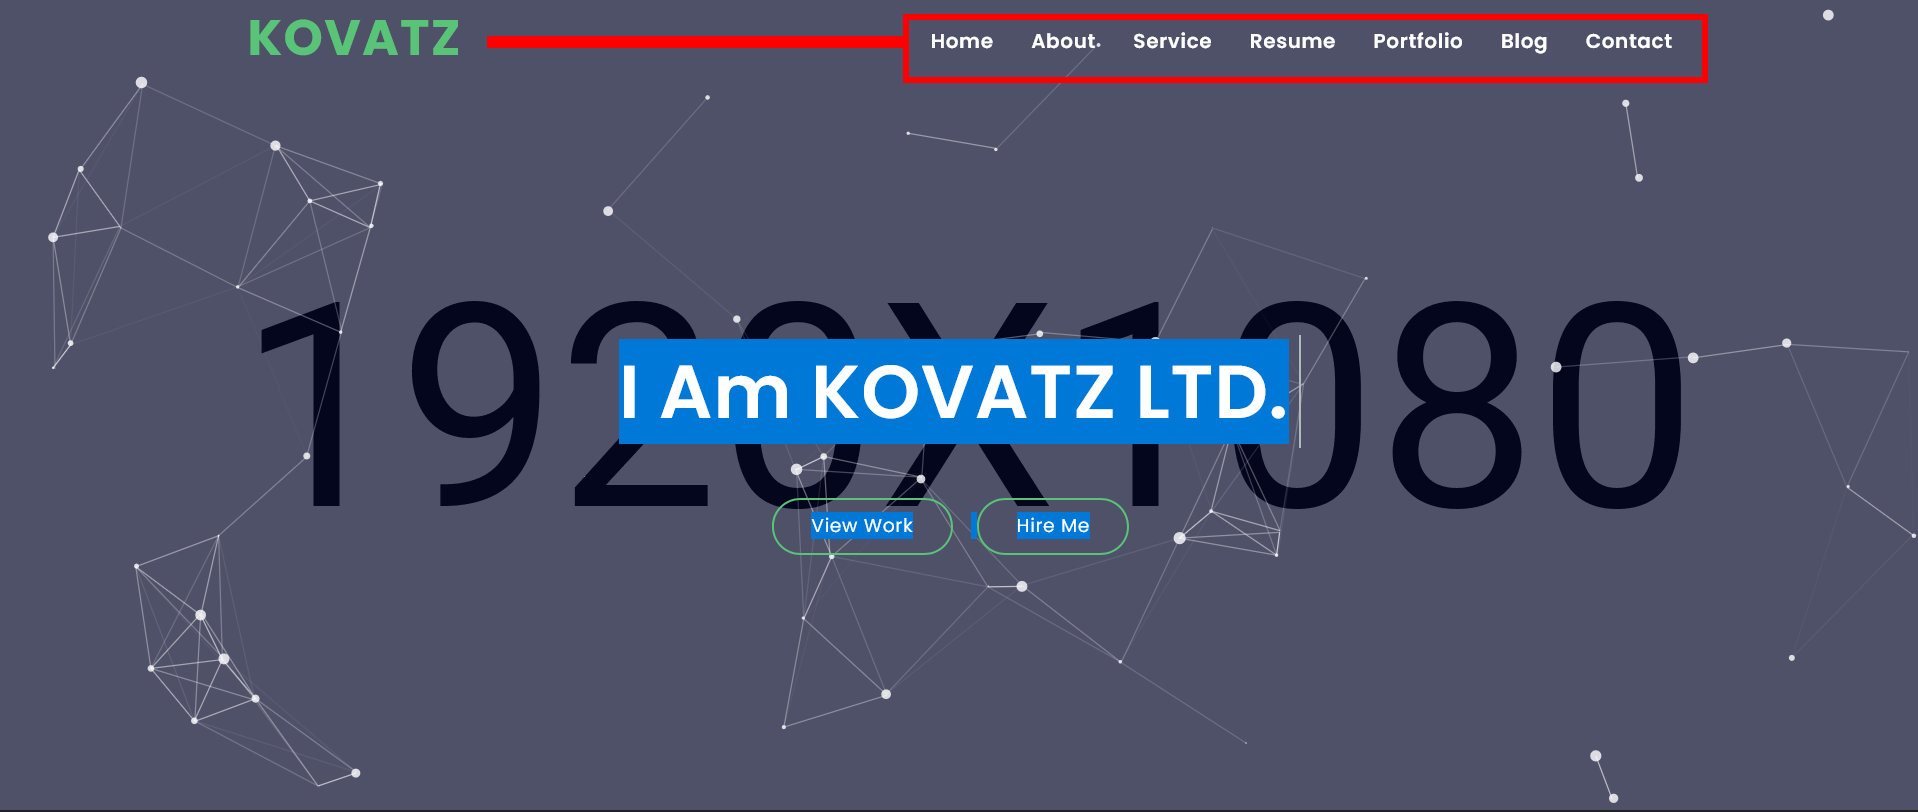 KOVATZ
Home About Service Resume Portfolio Blog Contact
1920X1080
I Am KOVATZ LTD.
View Work Hire Me